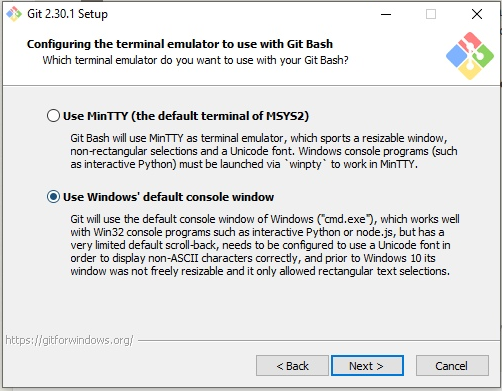 Git 2.30.1 Setup
Configuring the terminal emulator to use with Git Bash
Which terminal emulator do you want to use with your Git Bash?
Use MinTTY (the default terminal of MSYS2)
Git Bash will use MinTTY as terminal emulator, which sports a resizable window,
non-rectangular selections and a Unicode font. Windows console programs (such
as interactive Python) must be launched via `winpty` to work in MinTTY.
Use Windows' default console window
Git will use the default console window of Windows ("cmd.exe"), which works well
with Win32 console programs such as interactive Python or node.js, but has a
very limited default scroll-back, needs to be configured to use a Unicode font in
order to display non-ASCII characters correctly, and prior to Windows 10 its
window was not freely resizable and it only allowed rectangular text selections.
https://gitforwindows.org/
< Back
Next >
Cancel